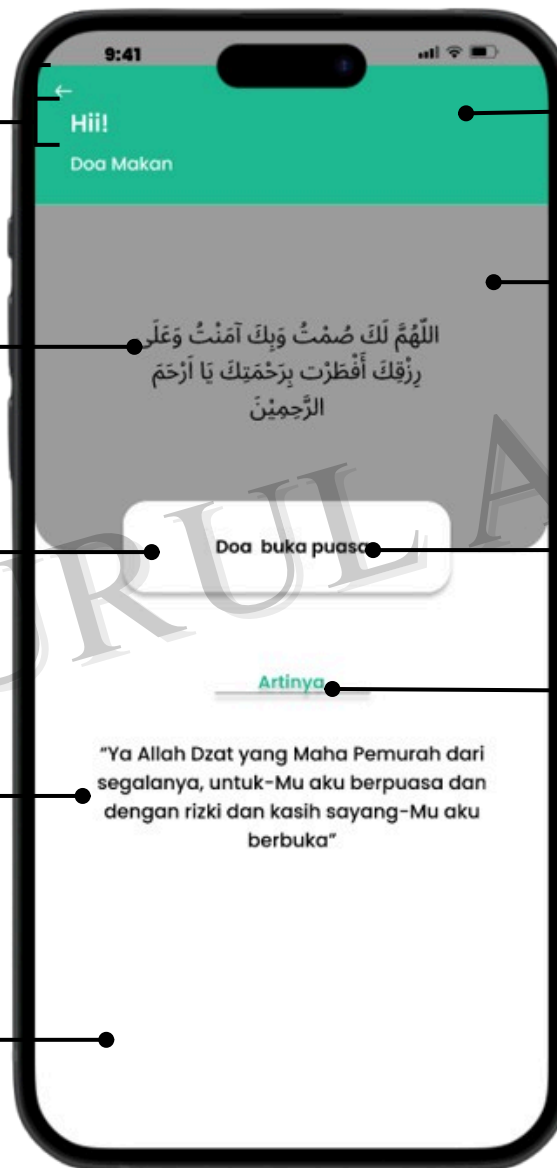 9:41
Hii!
Doa Makan
اللّهُمَّ لَكَ صُمْتُ وَبِكَ آمَنْتُ وَعَلَى
رِزْقِكَ أَفْطَرْت بِرَحْمَتِكَ يَا اَرْحَمَ
الرَّحِمِيْنَ
Doa buka puasa
Artinya
“Ya Allah Dzat yang Maha Pemurah dari
segalanya, untuk-Mu aku berpuasa dan
dengan rizki dan kasih sayang-Mu aku
berbuka”
URUL A